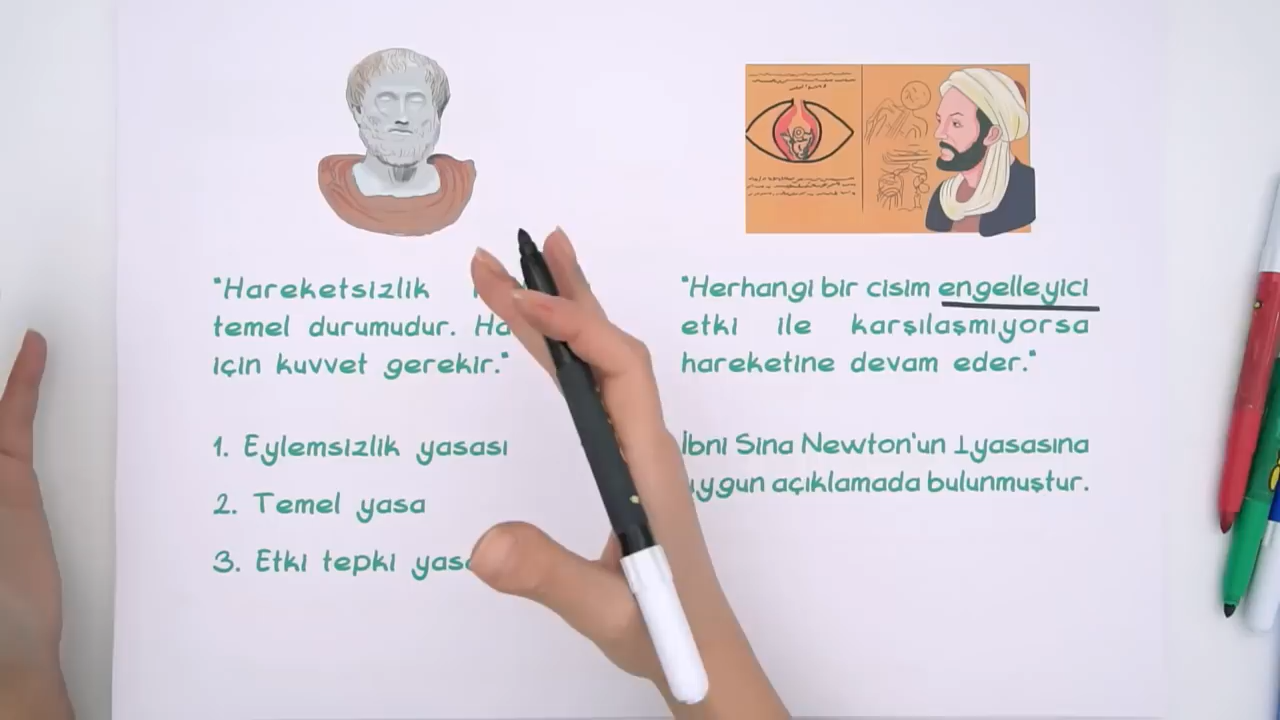 "Hareketsizlik
temel durumudur.
için kuvvet gerekir."
1. Eylemsizlik yasası
2. Temel yasa
3. Etki tepki
"Herhangi bir cisim engelleyici
etki ile karşılaşmıyorsa
hareketine devam eder."
İbni Sina Newton'un 1.yasasına
uygun açıklamada bulunmuştur.